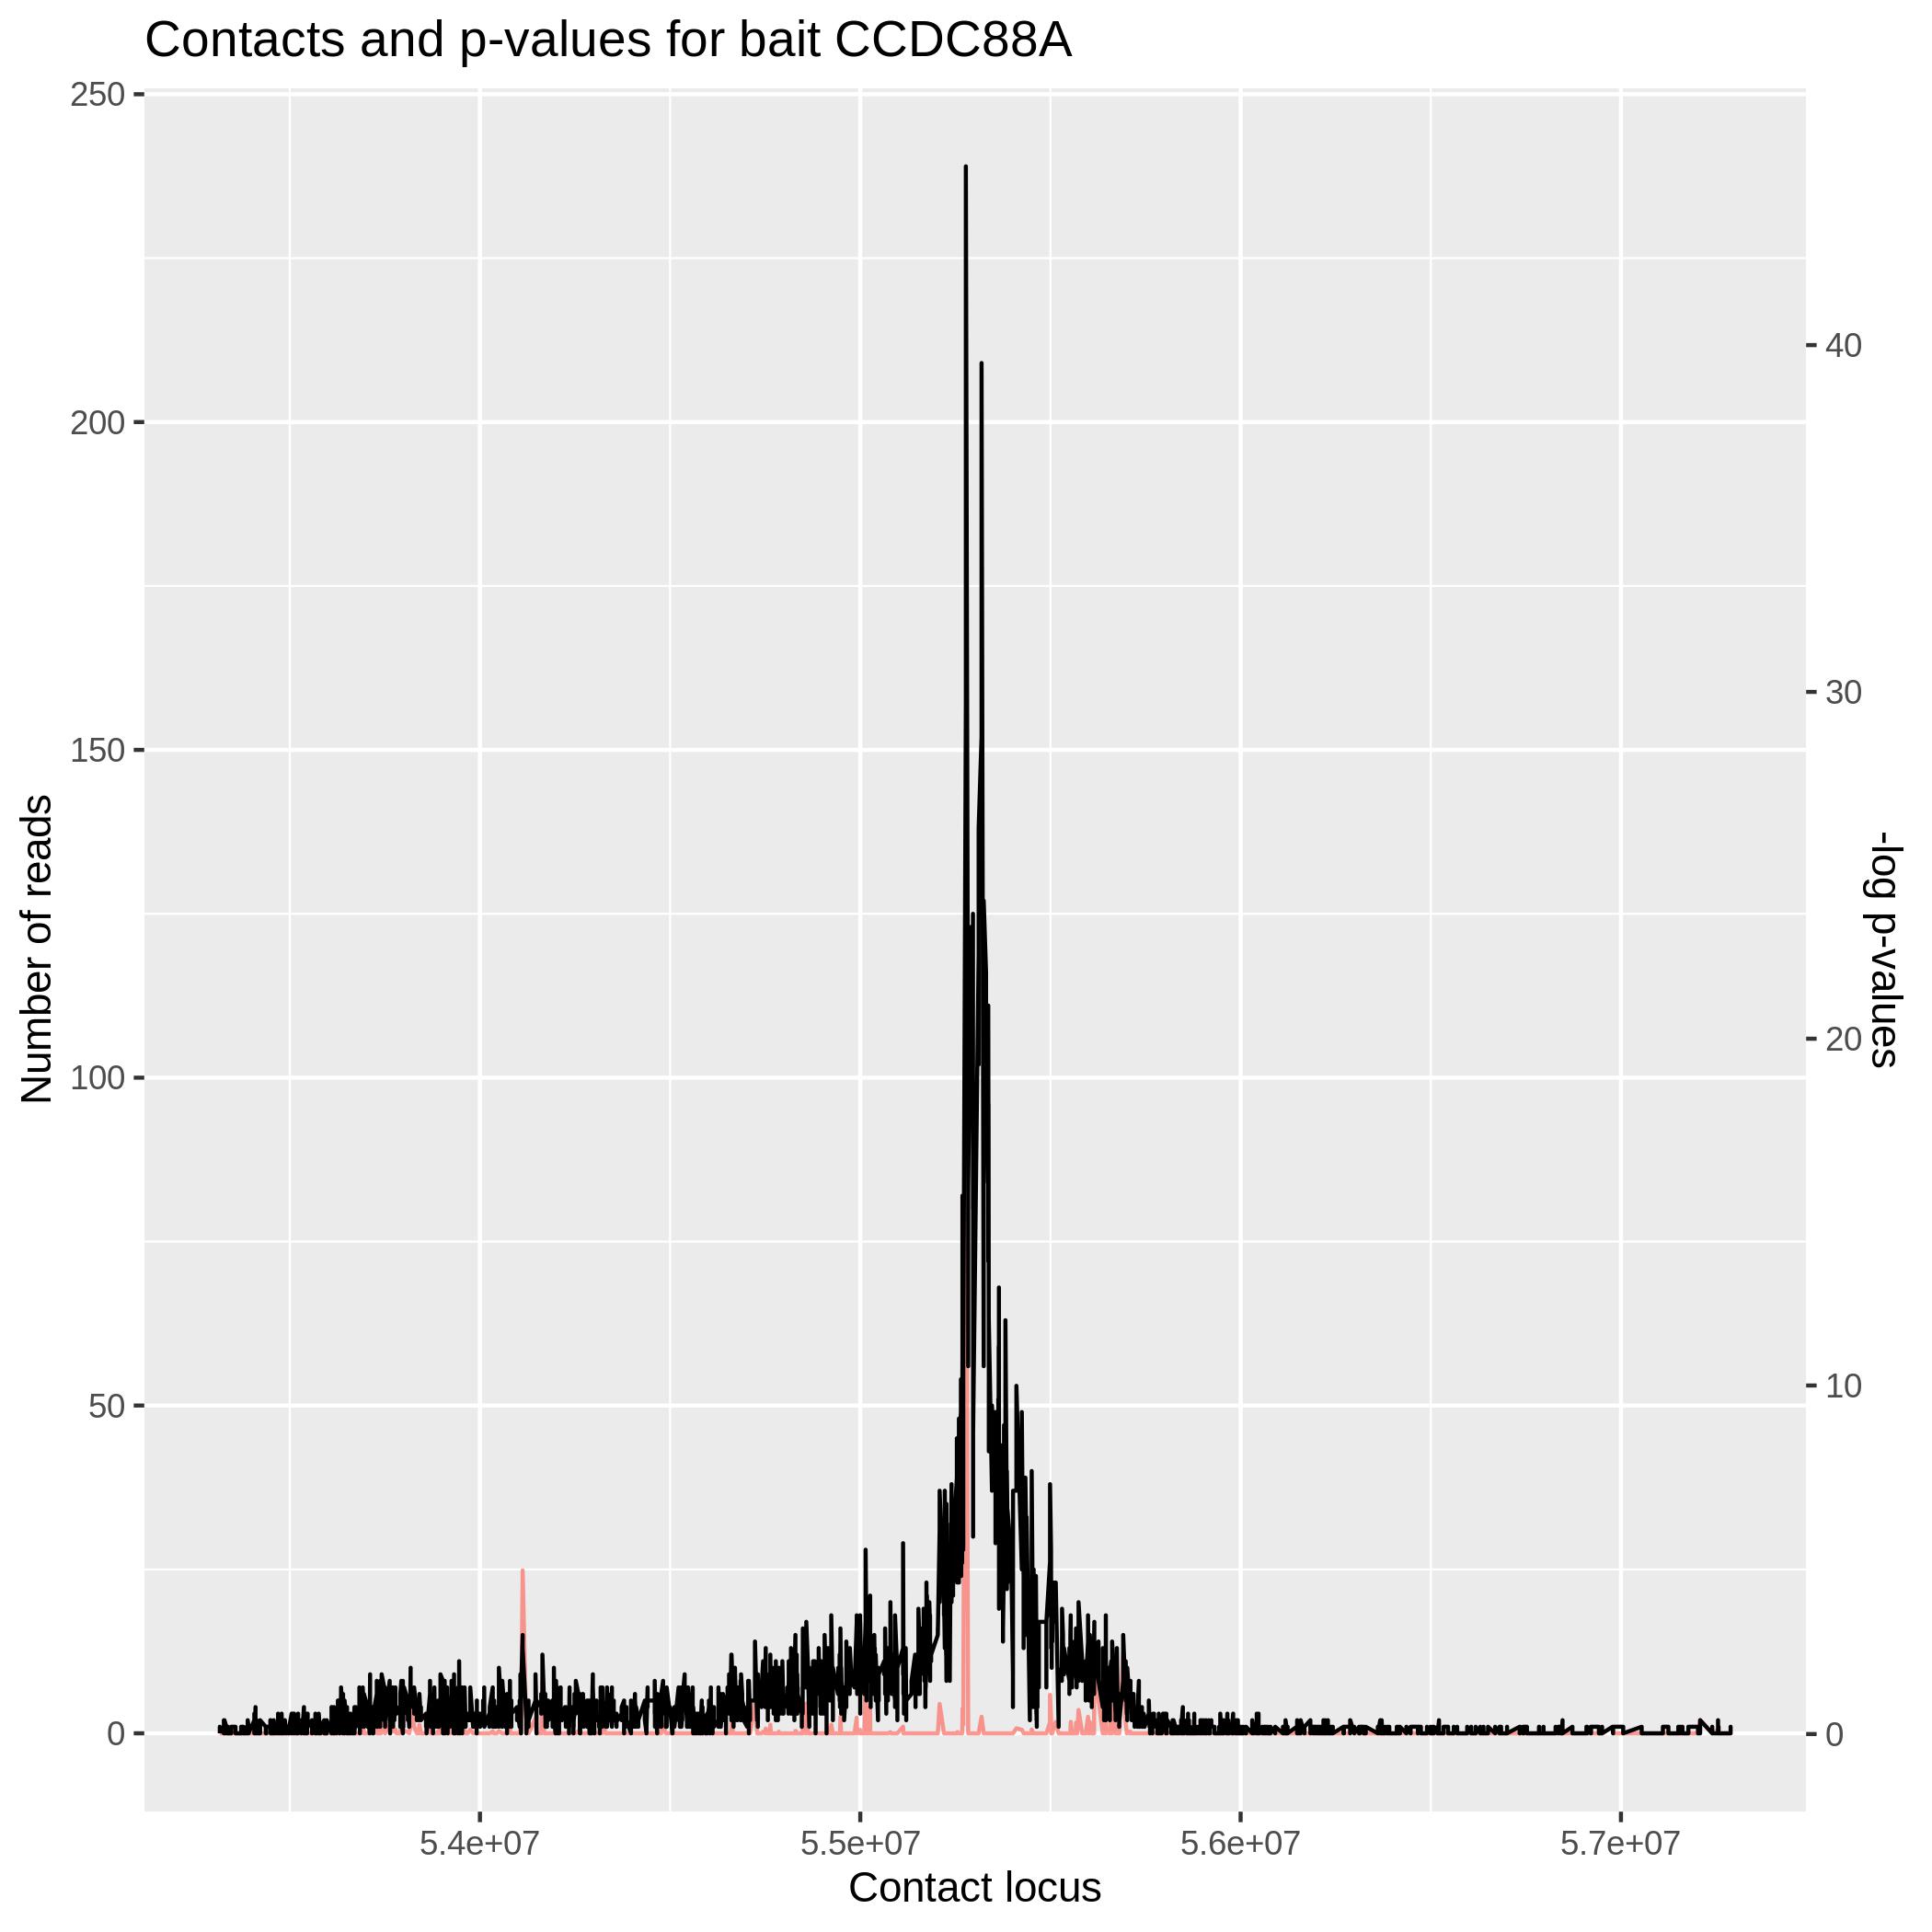 Contacts and p-values for bait CCDC88A
250
200
150
100
50
0
Number of reads
40
30
20
10
0
-log p-values
5.4e+07
5.5e+07
5.6e+07
5.7e+07
Contact locus